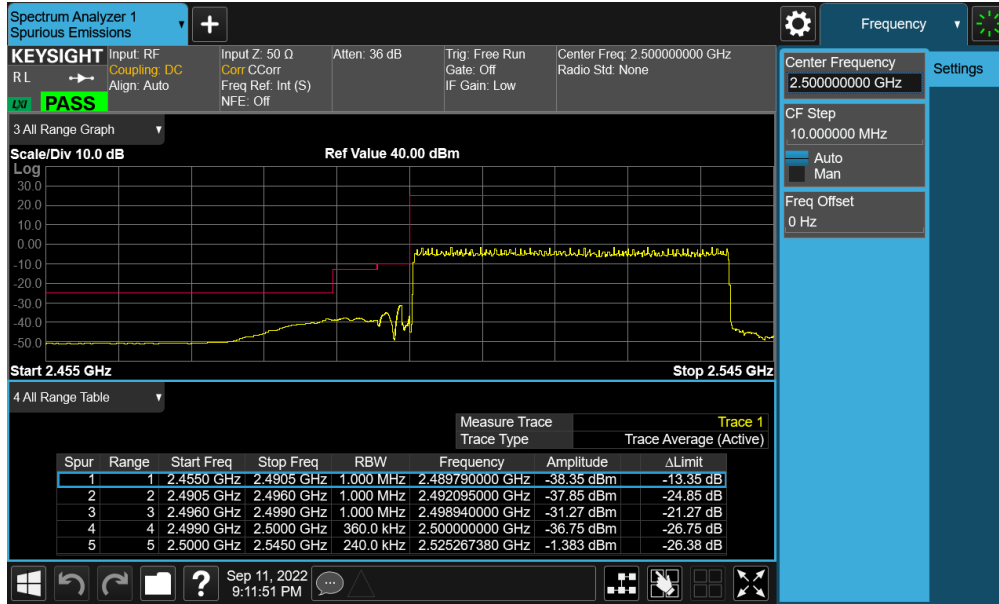 Spectrum Analyzer 1
Spurious Emissions
Frequency
KEYSIGHT
R L
LXI
PASS
Input: RF
Coupling: DC
Align: Auto
Input Z: 50 Ω
Corr CCorr
Freq Ref: Int (S)
NFE: Off
Atten: 36 dB
Trig: Free Run
Gate: Off
IF Gain: Low
Center Freq: 2.500000000 GHz
Radio Std: None
Center Frequency
2.500000000 GHz
Settings
CF Step
10.000000 MHz
Auto
Man
Freq Offset
0 Hz
3 All Range Graph
Scale/Div 10.0 dB
Ref Value 40.00 dBm
Log
30.0
20.0
10.0
0.00
-10.0
-20.0
-30.0
-40.0
-50.0
Start 2.455 GHz
Stop 2.545 GHz
4 All Range Table
Measure Trace Trace 1
Trace Type Trace Average (Active)
Spur Range Start Freq Stop Freq RBW Frequency Amplitude ΔLimit
1 1 2.4550 GHz 2.4905 GHz 1.000 MHz 2.489790000 GHz -38.35 dBm -13.35 dB
2 2 2.4905 GHz 2.4960 GHz 1.000 MHz 2.492095000 GHz -37.85 dBm -24.85 dB
3 3 2.4960 GHz 2.4990 GHz 1.000 MHz 2.498940000 GHz -31.27 dBm -21.27 dB
4 4 2.4990 GHz 2.5000 GHz 360.0 kHz 2.500000000 GHz -36.75 dBm -26.75 dB
5 5 2.5000 GHz 2.5450 GHz 240.0 kHz 2.525267380 GHz -1.383 dBm -26.38 dB
?
Sep 11, 2022
9:11:51 PM